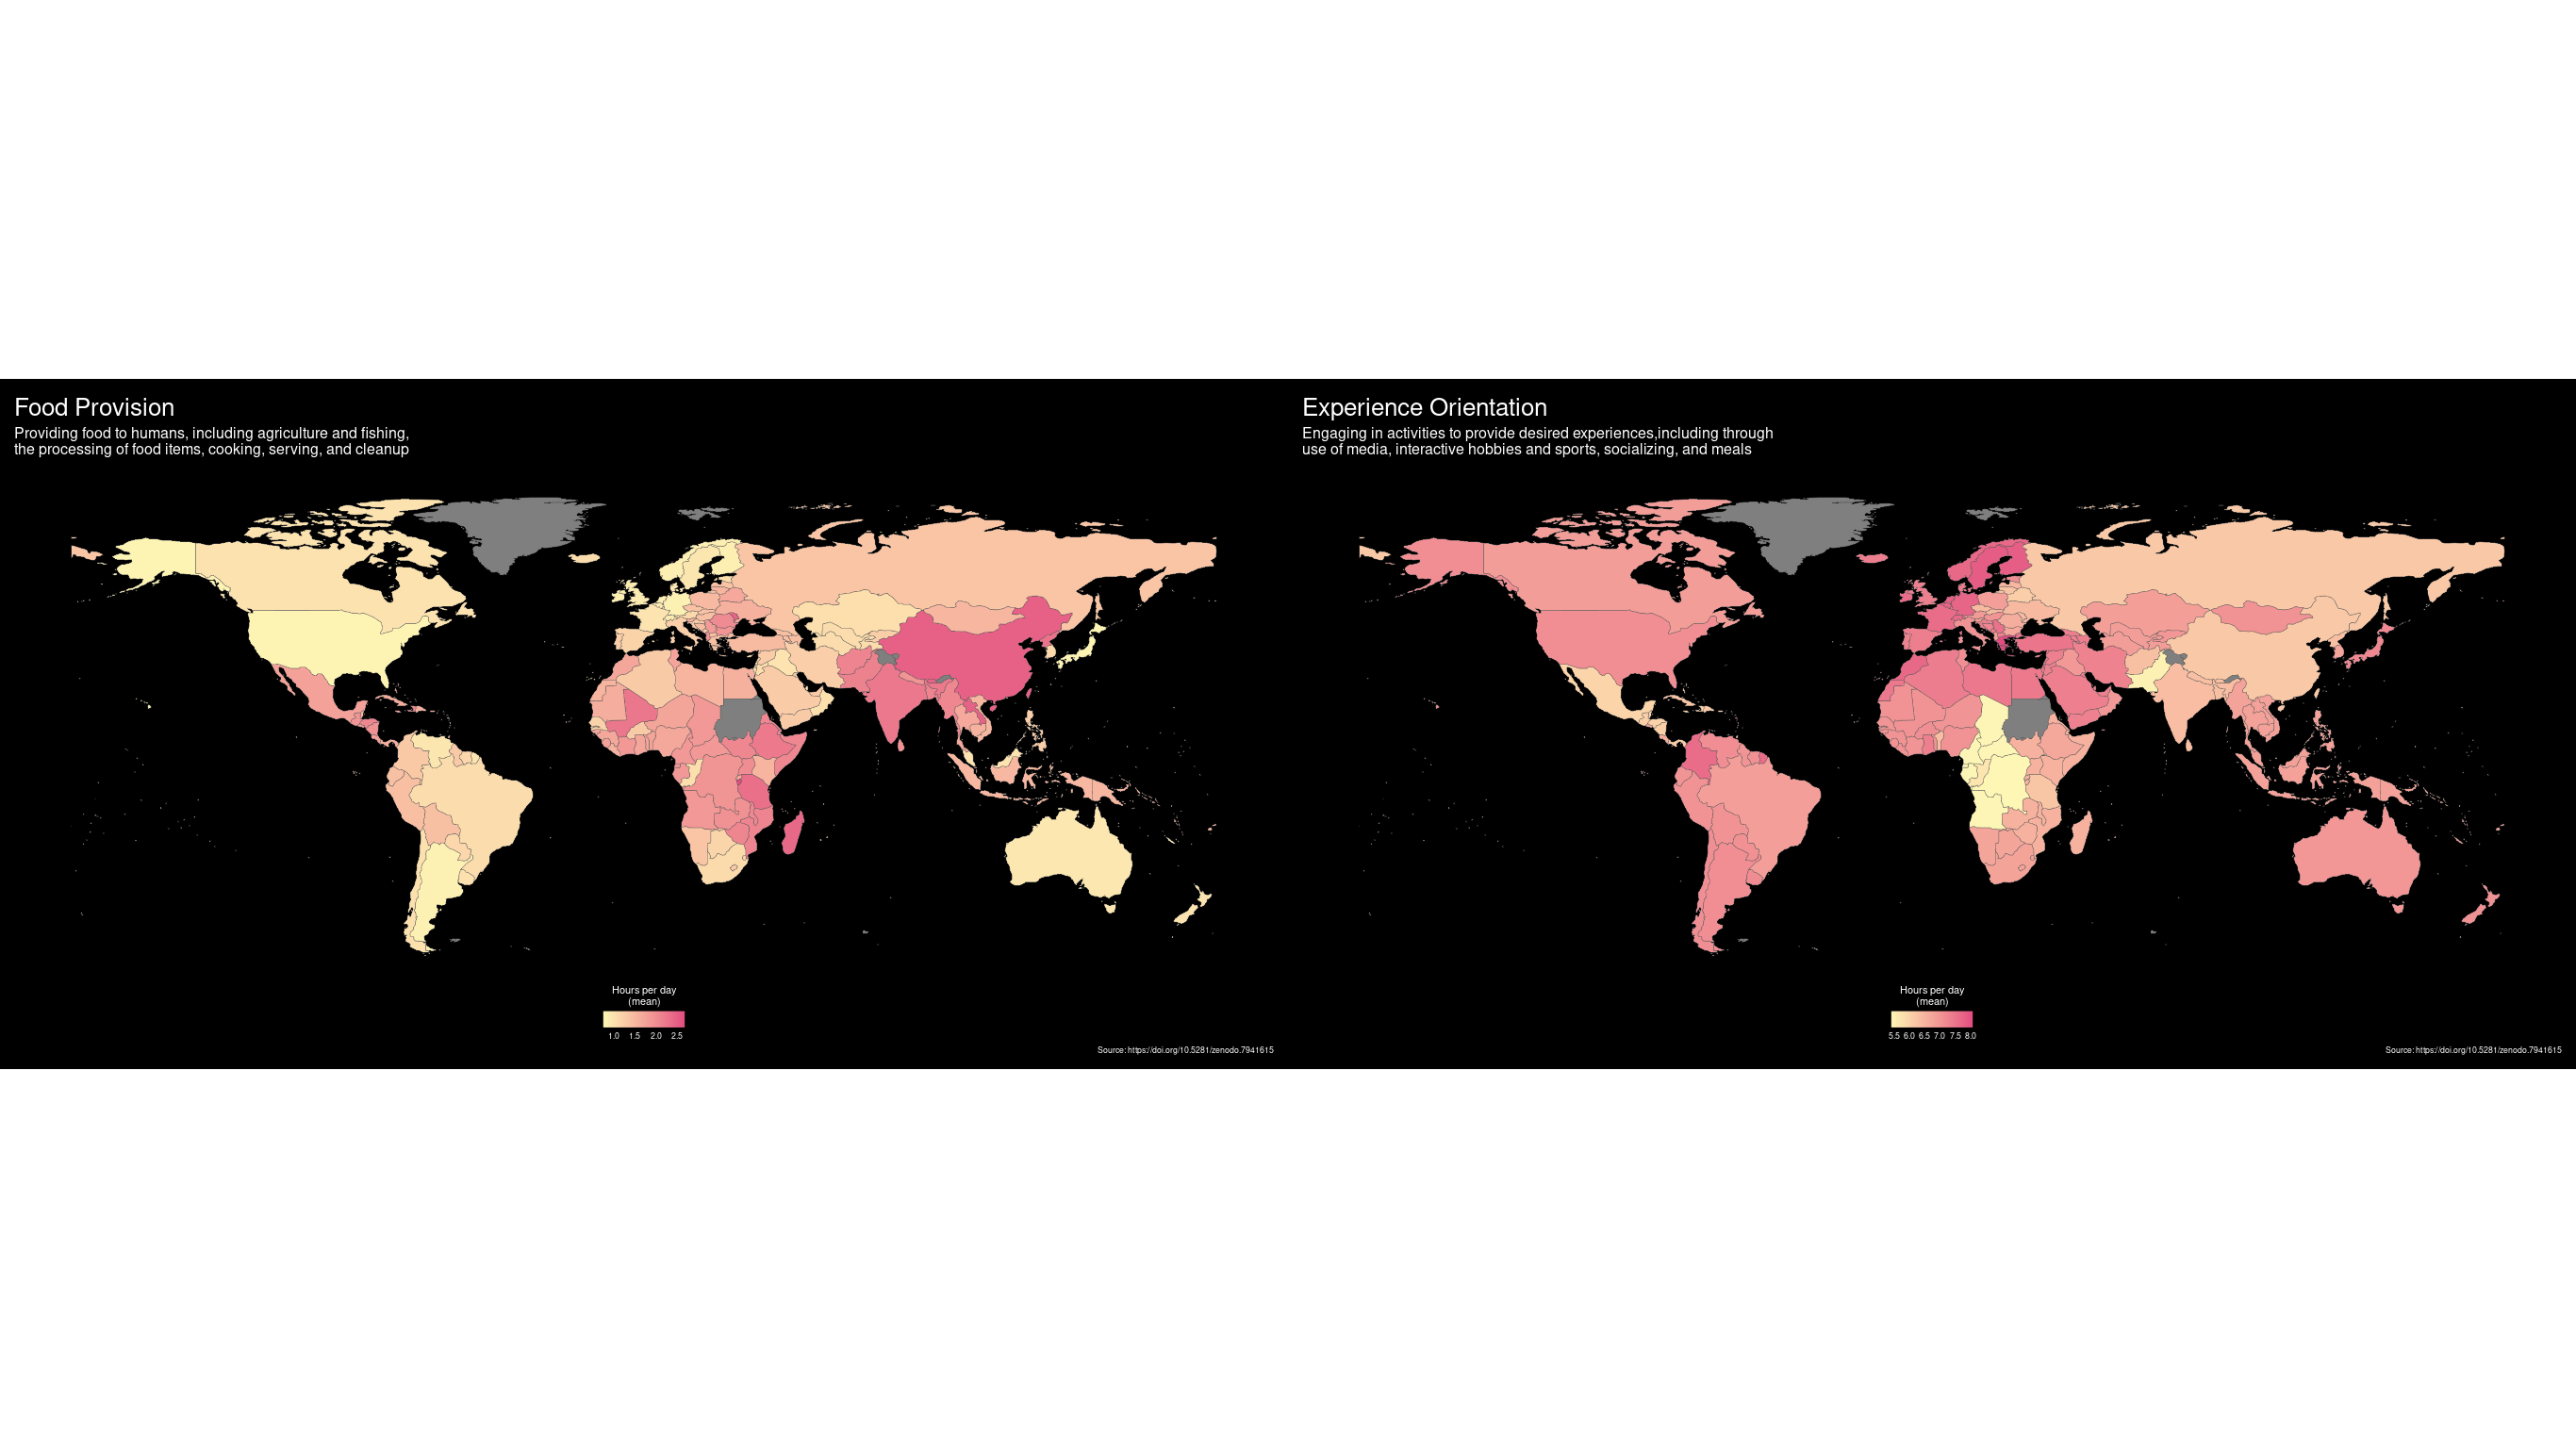 Food Provision
Providing food to humans, including agriculture and fishing,
the processing of food items, cooking, serving, and cleanup
Hours per day
(mean)
1.0 1.5 2.0 2.5
Source: https://doi.org/10.5281/zenodo.7941615
Experience Orientation
Engaging in activities to provide desired experiences,including through
use of media, interactive hobbies and sports, socializing, and meals
Hours per day
(mean)
5.5 6.0 6.5 7.0 7.5 8.0
Source: https://doi.org/10.5281/zenodo.7941615